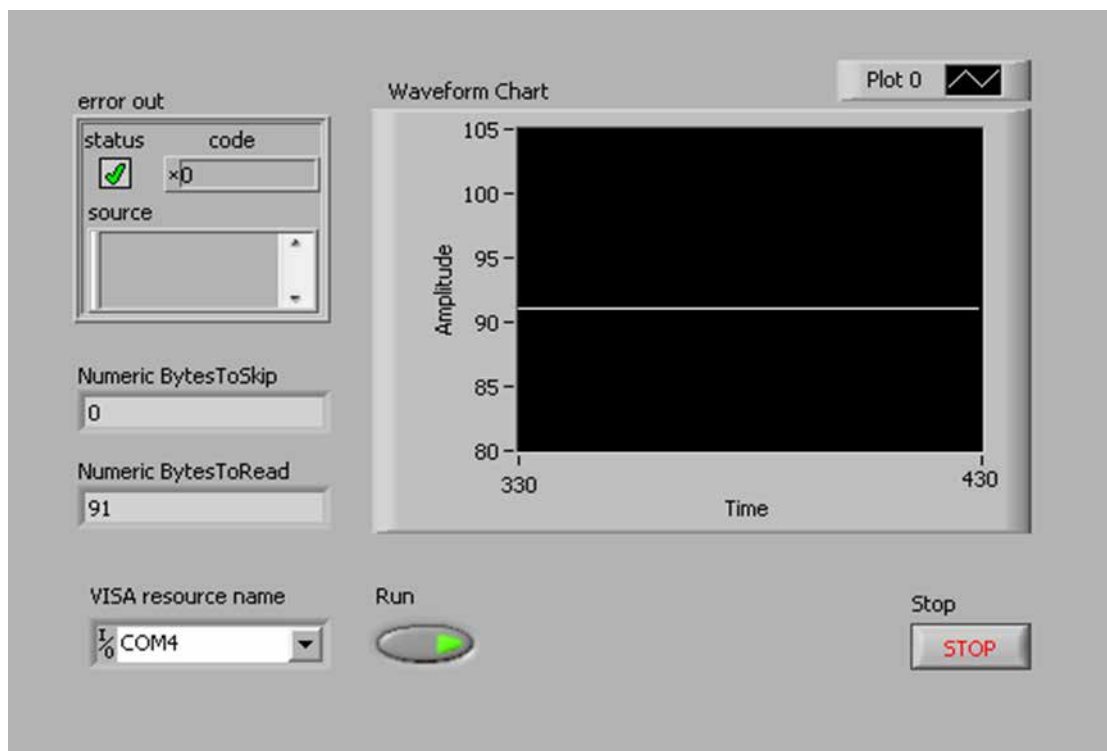 error out
status code
×0
source
Numeric BytesToSkip
0
Numeric BytesToRead
91
VISA resource name
I/O COM4
Waveform Chart
Plot 0
105
100
95
90
85
80
Amplitude
330
430
Time
Run
Stop
STOP